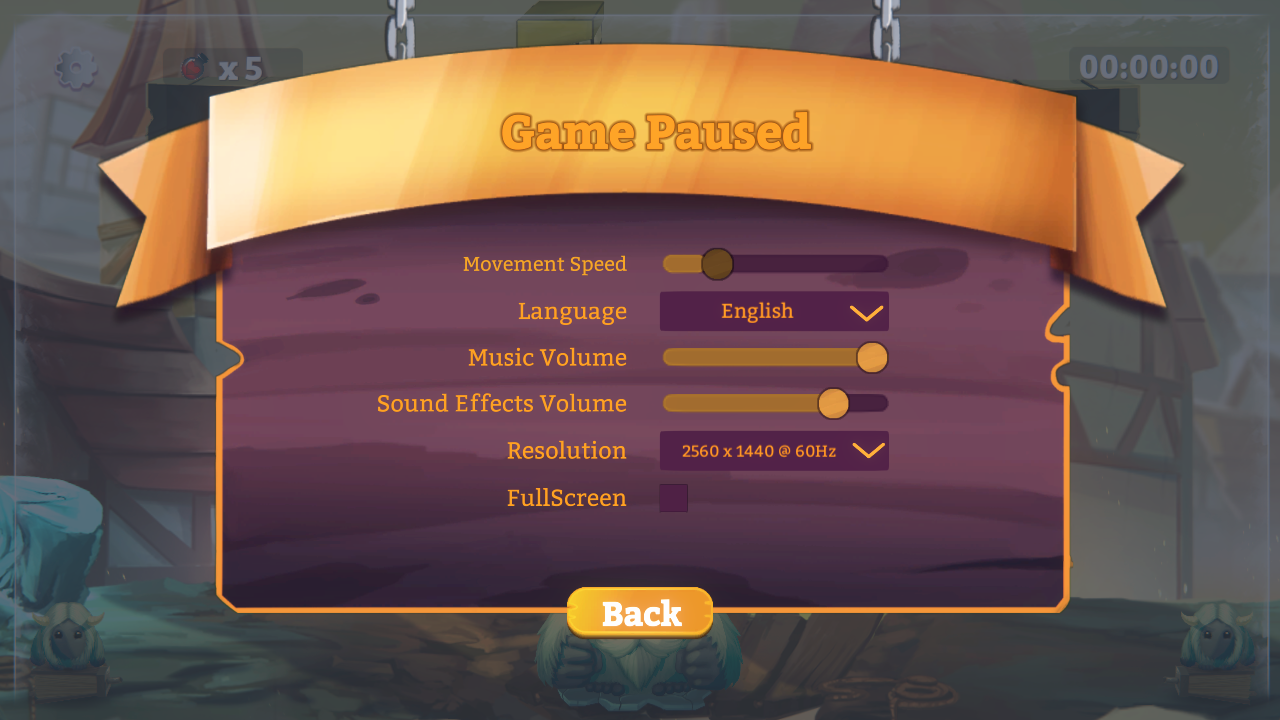 x 5
00:00:00
Game Paused
Movement Speed
Language
English
Music Volume
Sound Effects Volume
Resolution
2560 x 1440 @ 60Hz
FullScreen
Back